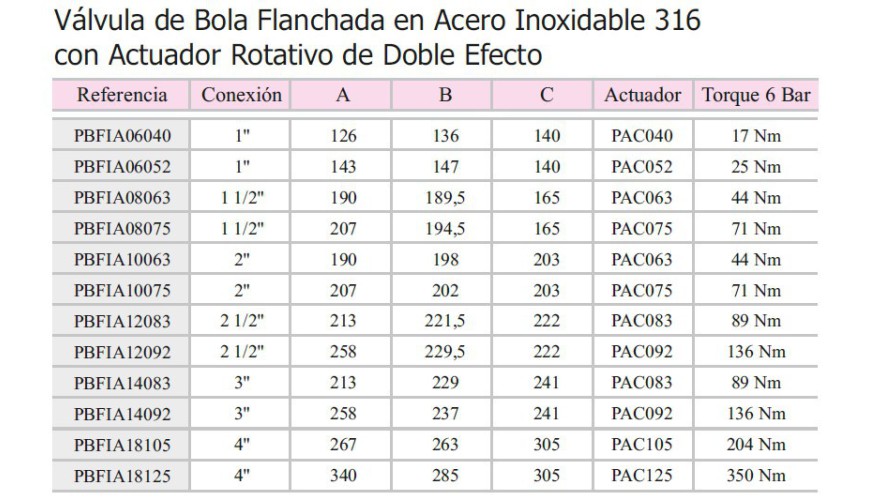 Válvula de Bola Flanchada en Acero Inoxidable 316
con Actuador Rotativo de Doble Efecto
Referencia Conexión A B C Actuador Torque 6 Bar
PBFIA06040 1" 126 136 140 PAC040 17 Nm
PBFIA06052 1" 143 147 140 PAC052 25 Nm
PBFIA08063 1 1/2" 190 189,5 165 PAC063 44 Nm
PBFIA08075 1 1/2" 207 194,5 165 PAC075 71 Nm
PBFIA10063 2" 190 198 203 PAC063 44 Nm
PBFIA10075 2" 207 202 203 PAC075 71 Nm
PBFIA12083 2 1/2" 213 221,5 222 PAC083 89 Nm
PBFIA12092 2 1/2" 258 229,5 222 PAC092 136 Nm
PBFIA14083 3" 213 229 241 PAC083 89 Nm
PBFIA14092 3" 258 237 241 PAC092 136 Nm
PBFIA18105 4" 267 263 305 PAC105 204 Nm
PBFIA18125 4" 340 285 305 PAC125 350 Nm